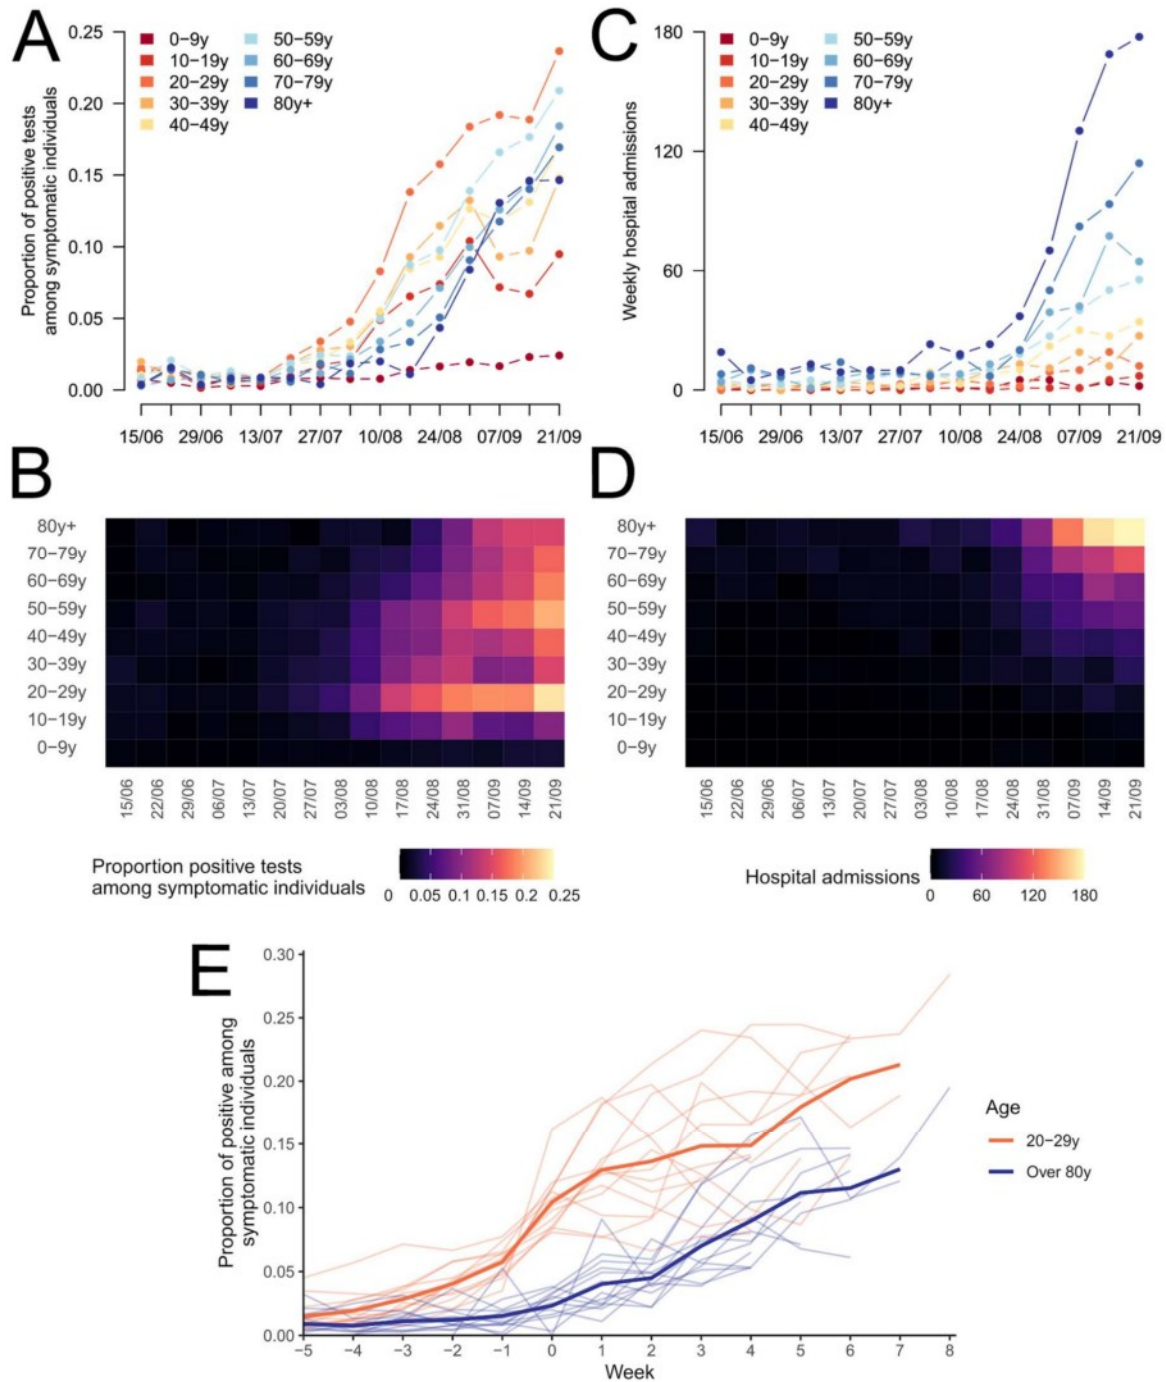 A
0.25
0.20
0.15
0.10
0.05
0.00
Proportion of positive tests
among symptomatic individuals
0−9y
10−19y
20−29y
30−39y
40−49y
50−59y
60−69y
70−79y
80y+
15/06 29/06 13/07 27/07 10/08 24/08 07/09 21/09
C
180
120
60
0
Weekly hospital admissions
0−9y
10−19y
20−29y
30−39y
40−49y
50−59y
60−69y
70−79y
80y+
15/06 29/06 13/07 27/07 10/08 24/08 07/09 21/09
B
80y+
70−79y
60−69y
50−59y
40−49y
30−39y
20−29y
10−19y
0−9y
15/06 22/06 29/06 06/07 13/07 20/07 27/07 03/08 10/08 17/08 24/08 31/08 07/09 14/09 21/09
Proportion positive tests
among symptomatic individuals
0 0.05 0.1 0.15 0.2 0.25
D
80y+
70−79y
60−69y
50−59y
40−49y
30−39y
20−29y
10−19y
0−9y
15/06 22/06 29/06 06/07 13/07 20/07 27/07 03/08 10/08 17/08 24/08 31/08 07/09 14/09 21/09
Hospital admissions
0 60 120 180
E
0.30
0.25
0.20
0.15
0.10
0.05
0.00
Proportion of positive among
symptomatic individuals
−5 −4 −3 −2 −1 0 1 2 3 4 5 6 7 8
Week
Age
20−29y
Over 80y